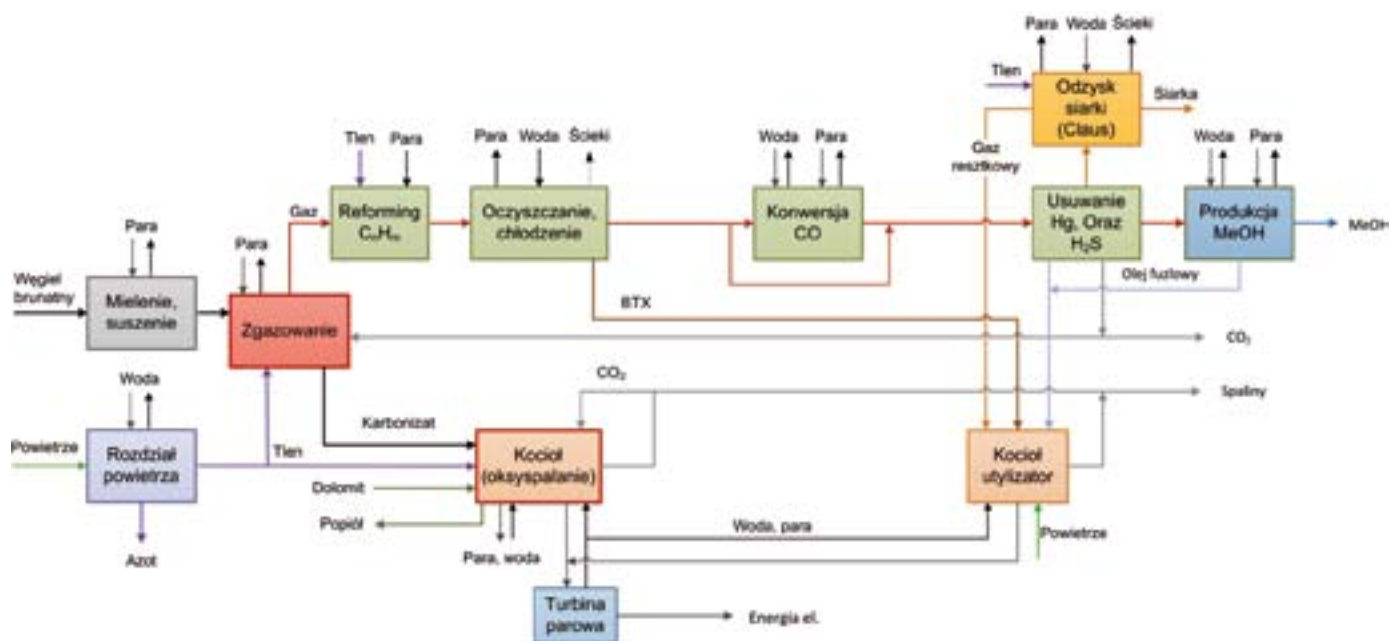 Para
Woda
Ścieki
Tlen
Odzysk
siarki
(Claus)
Siarka
Gaz
resztkowy
Tlen
Para
Para
Woda
Ścieki
Woda
Para
Woda
Para
Gaz
Reforming
CₙHₘ
Oczyszczanie,
chłodzenie
Konwersja
CO
Usuwanie
Hg, Oraz
H₂S
Produkcja
MeOH
MeOH
Para
Para
Węgiel
brunatny
Mielenie,
suszenie
Zgazowanie
BTX
Olej fuzlowy
CO₂
Woda
CO₂
Spaliny
Karbonizat
Powietrze
Rozdział
powietrza
Tlen
Kocioł
(oksyspalanie)
Kocioł
utylizator
Dolomit
Popiół
Azot
Para, woda
Woda, para
Powietrze
Turbina
parowa
Energia el.